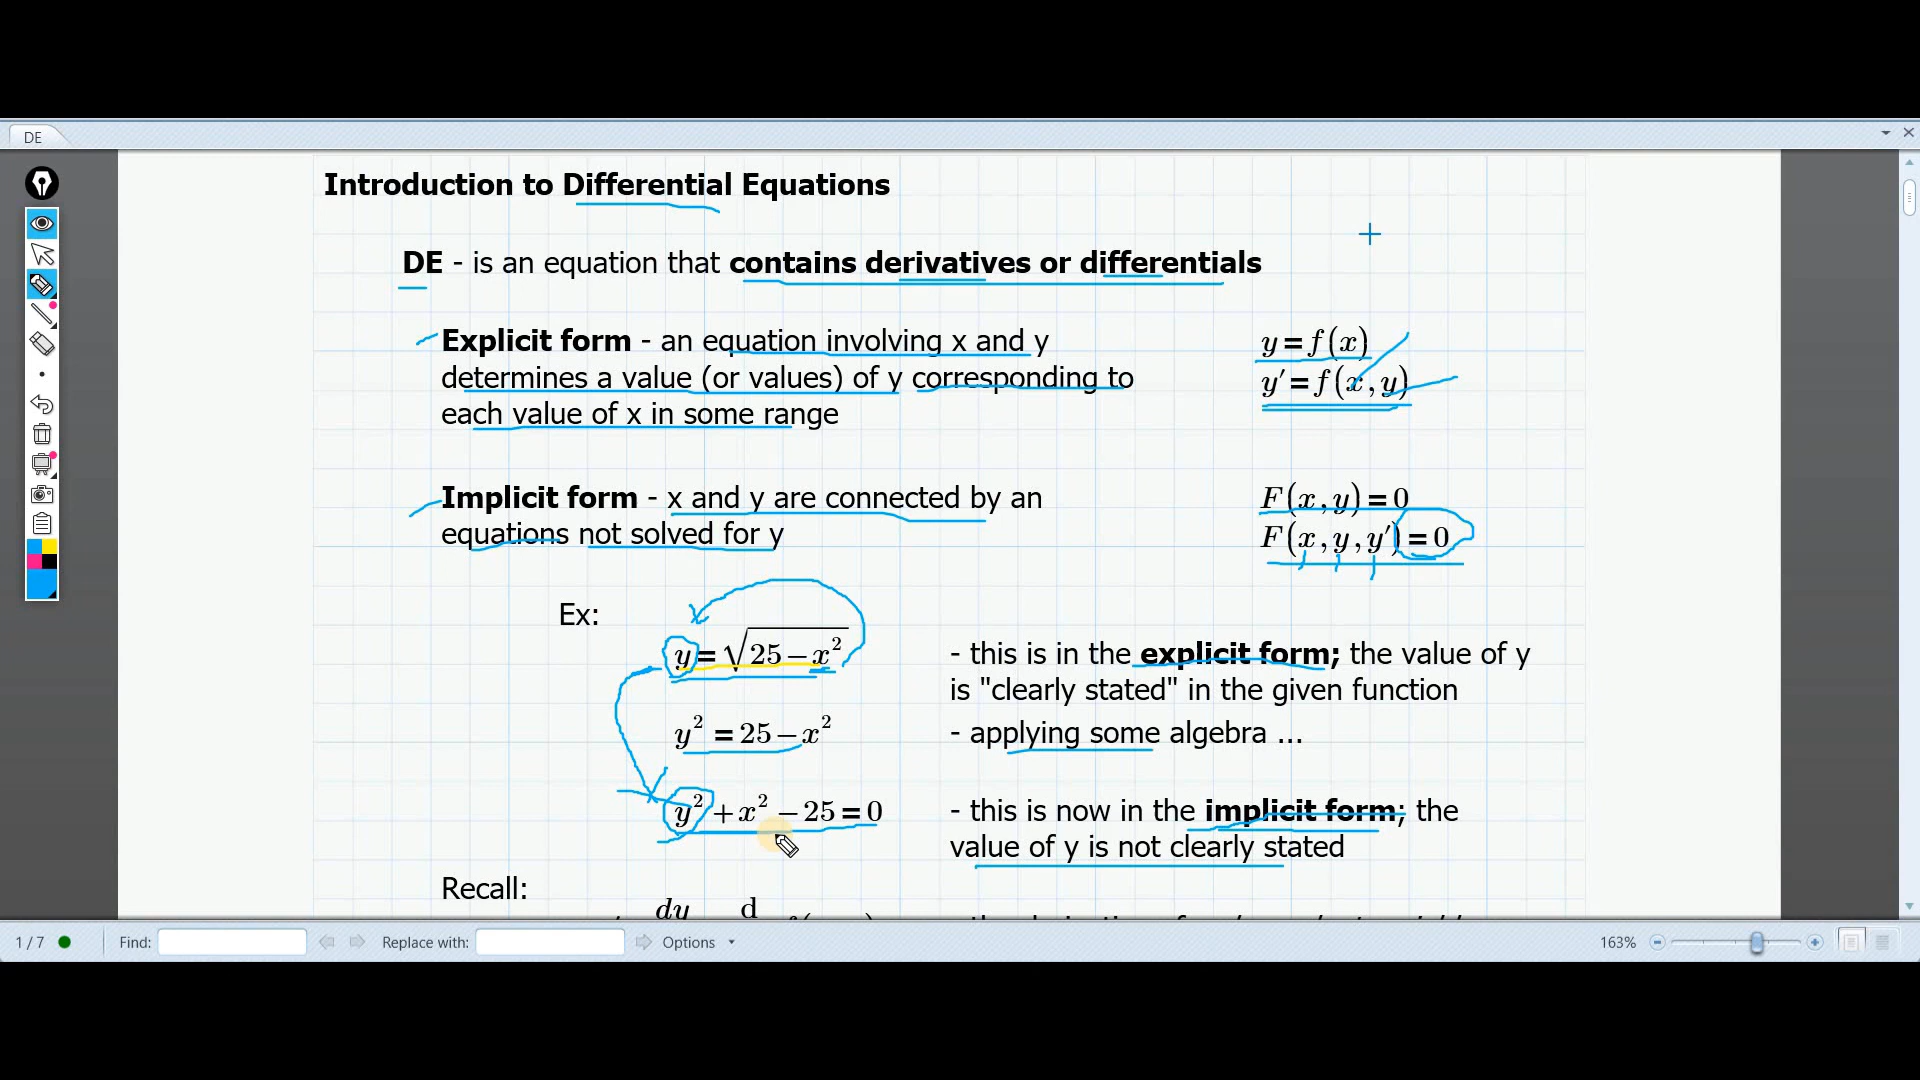 DE
Introduction to Differential Equations
DE - is an equation that contains derivatives or differentials
Explicit form - an equation involving x and y
determines a value (or values) of y corresponding to
each value of x in some range
y = f(x)
y' = f(x, y)
Implicit form - x and y are connected by an
equations not solved for y
F(x, y) = 0
F(x, y, y') = 0
Ex:
y = √(25 − x²)
- this is in the explicit form; the value of y
is "clearly stated" in the given function
y² = 25 − x²
- applying some algebra ...
y² + x² − 25 = 0
- this is now in the implicit form; the
value of y is not clearly stated
Recall:
dy d
1 / 7 Find: Replace with: Options 163%